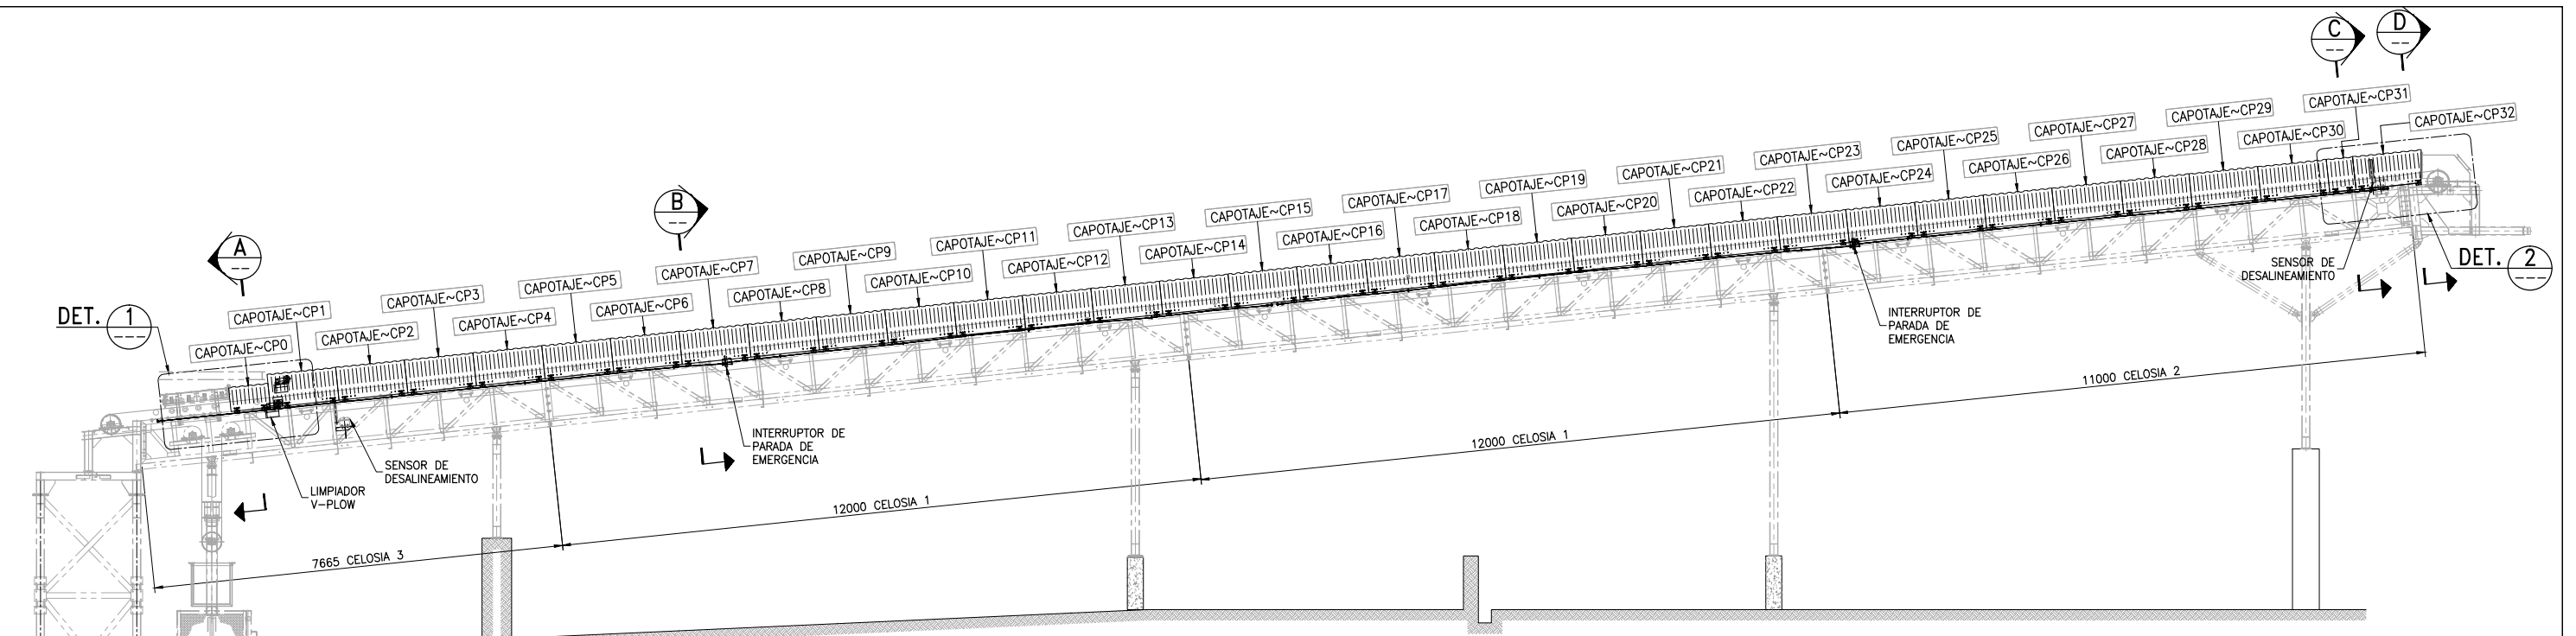 C
--
D
--
CAPOTAJE~CP31
CAPOTAJE~CP29
CAPOTAJE~CP32
CAPOTAJE~CP27
CAPOTAJE~CP30
CAPOTAJE~CP25
CAPOTAJE~CP28
CAPOTAJE~CP23
CAPOTAJE~CP26
CAPOTAJE~CP21
CAPOTAJE~CP24
CAPOTAJE~CP19
CAPOTAJE~CP22
CAPOTAJE~CP17
CAPOTAJE~CP20
B
--
CAPOTAJE~CP15
CAPOTAJE~CP18
CAPOTAJE~CP13
CAPOTAJE~CP16
CAPOTAJE~CP11
CAPOTAJE~CP14
A
--
CAPOTAJE~CP9
CAPOTAJE~CP12
CAPOTAJE~CP7
CAPOTAJE~CP10
CAPOTAJE~CP5
CAPOTAJE~CP8
CAPOTAJE~CP3
CAPOTAJE~CP6
CAPOTAJE~CP1
CAPOTAJE~CP4
CAPOTAJE~CP2
CAPOTAJE~CP0
DET. 1
---
SENSOR DE
DESALINEAMIENTO
DET. 2
---
INTERRUPTOR DE
PARADA DE
EMERGENCIA
11000 CELOSIA 2
INTERRUPTOR DE
PARADA DE
EMERGENCIA
12000 CELOSIA 1
SENSOR DE
DESALINEAMIENTO
LIMPIADOR
V-PLOW
12000 CELOSIA 1
7665 CELOSIA 3